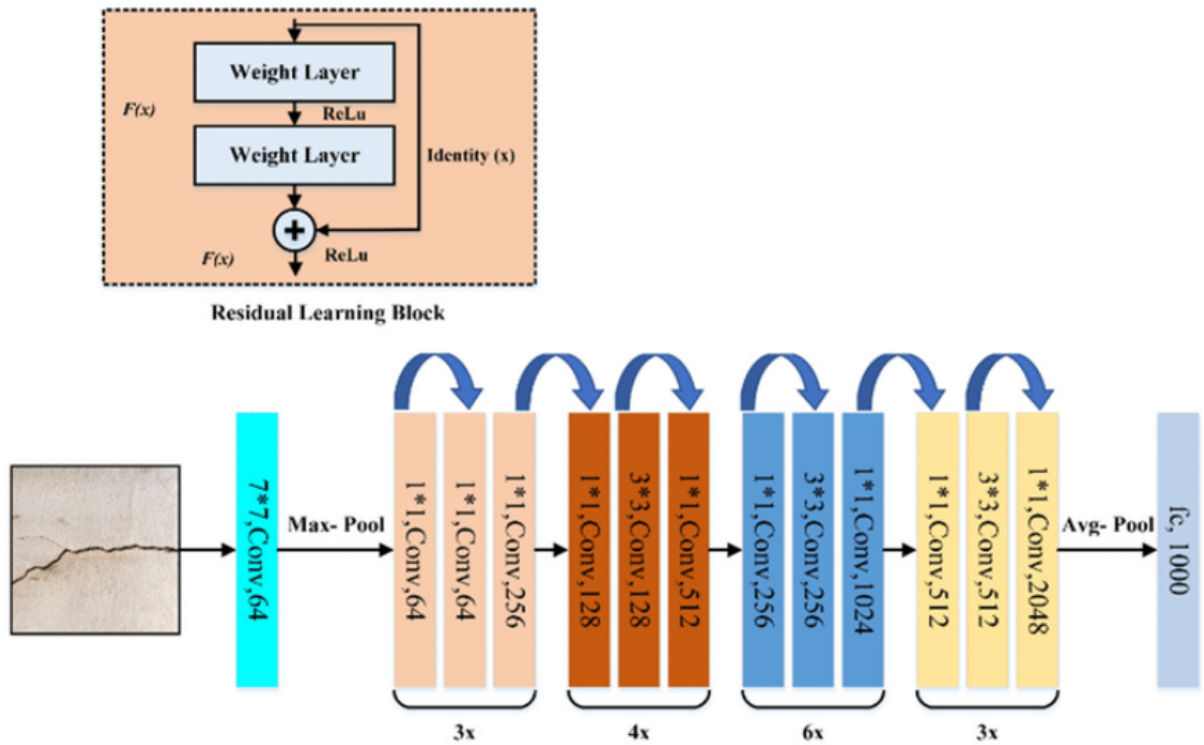 Weight Layer
F(x)
ReLu
Weight Layer
Identity (x)
+
F(x)
ReLu
Residual Learning Block
7*7,Conv,64
Max- Pool
1*1,Conv,64
1*1,Conv,64
1*1,Conv,256
1*1,Conv,128
3*3,Conv,128
1*1,Conv,512
1*1,Conv,256
3*3,Conv,256
1*1,Conv,1024
1*1,Conv,512
3*3,Conv,512
1*1,Conv,2048
Avg- Pool
fc, 1000
3x
4x
6x
3x